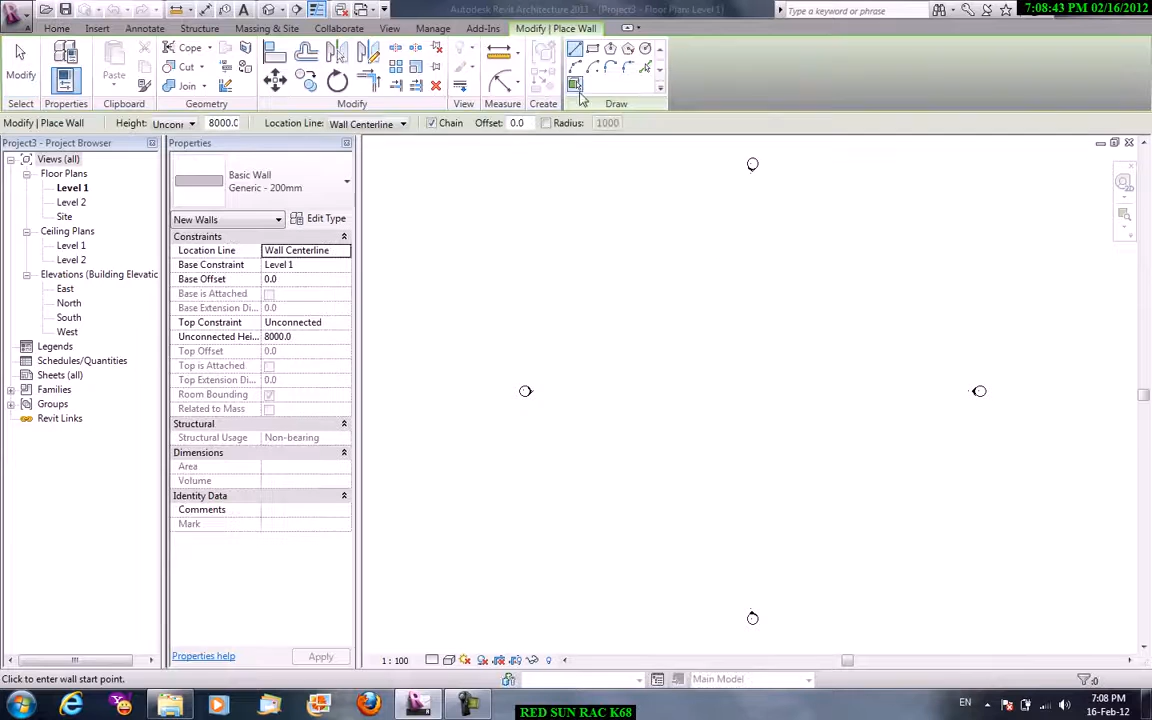 Autodesk Revit Architecture 2011 - [Project3 - Floor Plan: Level 1]
Type a keyword or phrase
7:08:43 PM 02/16/2012
Home Insert Annotate Structure Massing & Site Collaborate View Manage Add-Ins Modify | Place Wall
Modify
Properties
Paste
Cope
Cut
Join
Select Properties Clipboard Geometry Modify View Measure Create Draw
Modify | Place Wall Height: Unconn 8000.0 Location Line: Wall Centerline Chain Offset: 0.0 Radius: 1000
Project3 - Project Browser
Views (all)
Floor Plans
Level 1
Level 2
Site
Ceiling Plans
Level 1
Level 2
Elevations (Building Elevatic
East
North
South
West
Legends
Schedules/Quantities
Sheets (all)
Families
Groups
Revit Links
Properties
Basic Wall
Generic - 200mm
New Walls Edit Type
Constraints
Location Line Wall Centerline
Base Constraint Level 1
Base Offset 0.0
Base is Attached
Base Extension Di... 0.0
Top Constraint Unconnected
Unconnected Hei... 8000.0
Top Offset 0.0
Top is Attached
Top Extension Di... 0.0
Room Bounding
Related to Mass
Structural
Structural Usage Non-bearing
Dimensions
Area
Volume
Identity Data
Comments
Mark
Properties help Apply
1 : 100
Click to enter wall start point.
Main Model
:0
EN
7:08 PM
16-Feb-12
RED SUN RAC K68